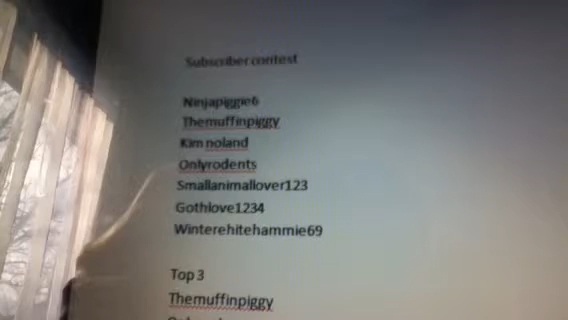 Subscriber contest
Ninjapiggie6
Themuffinpiggy
Kim noland
Onlyrodents
Smallanimallover123
Gothlove1234
Winterehitehammie69
Top 3
Themuffinpiggy